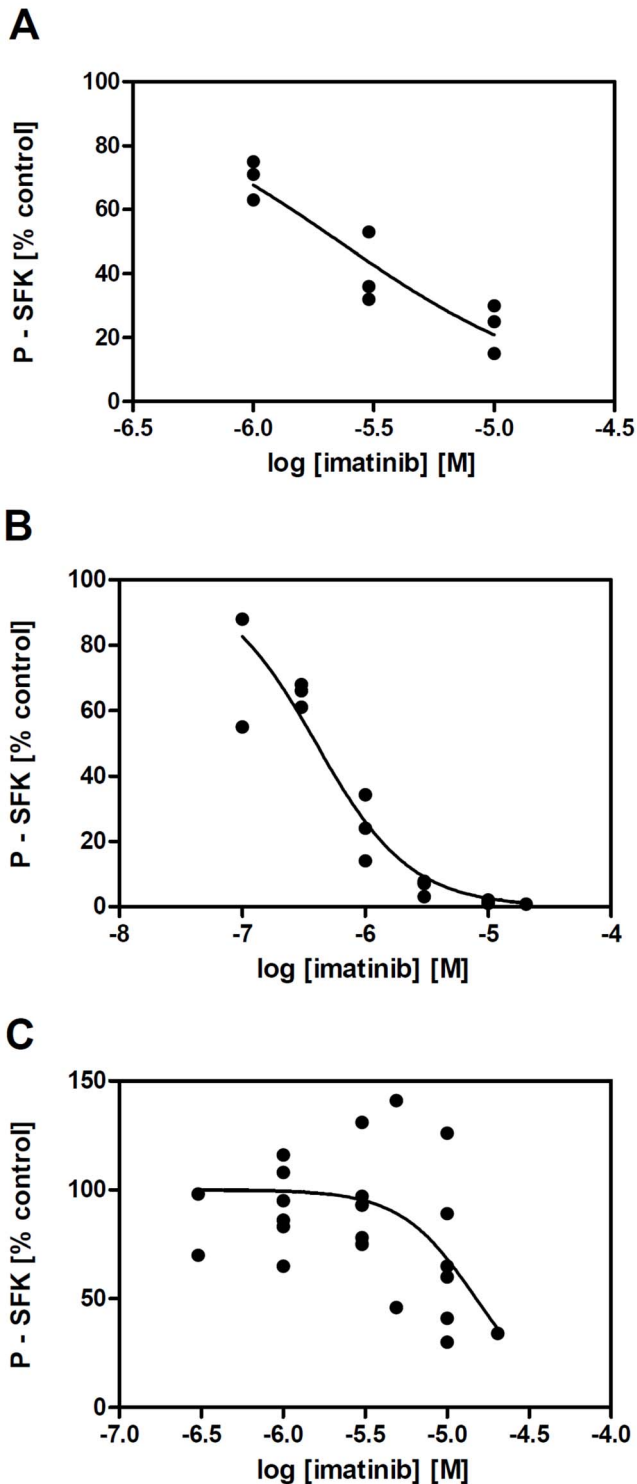 A
P - SFK [% control]
100
80
60
40
20
0
-6.5 -6.0 -5.5 -5.0 -4.5
log [imatinib] [M]
B
P - SFK [% control]
100
80
60
40
20
0
-8 -7 -6 -5 -4
log [imatinib] [M]
C
P - SFK [% control]
150
100
50
0
-7.0 -6.5 -6.0 -5.5 -5.0 -4.5 -4.0
log [imatinib] [M]